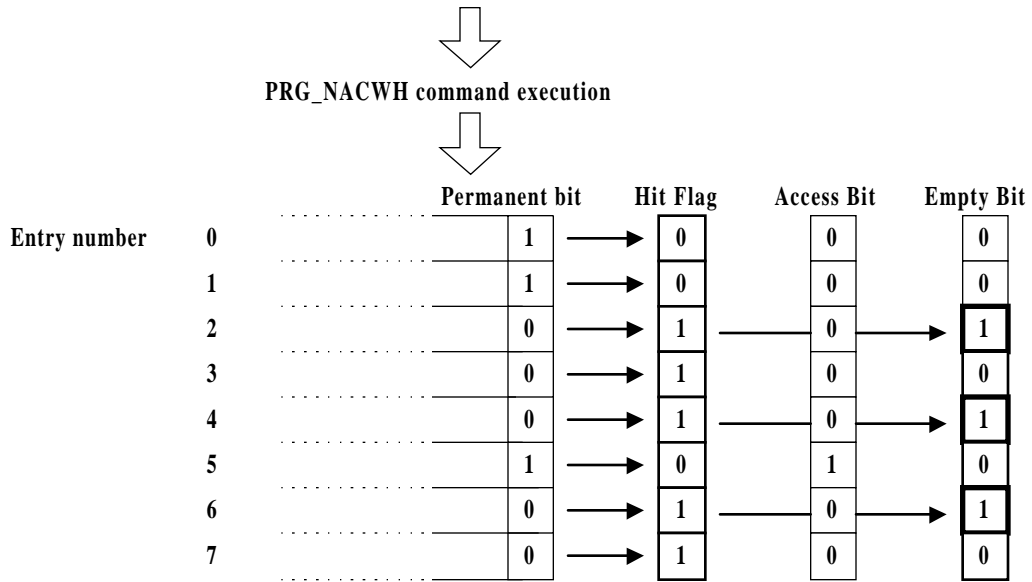 PRG_NACWH command execution
Permanent bit Hit Flag Access Bit Empty Bit
Entry number 0 1 0 0 0
1 1 0 0 0
2 0 1 0 1
3 0 1 0 0
4 0 1 0 1
5 1 0 1 0
6 0 1 0 1
7 0 1 0 0